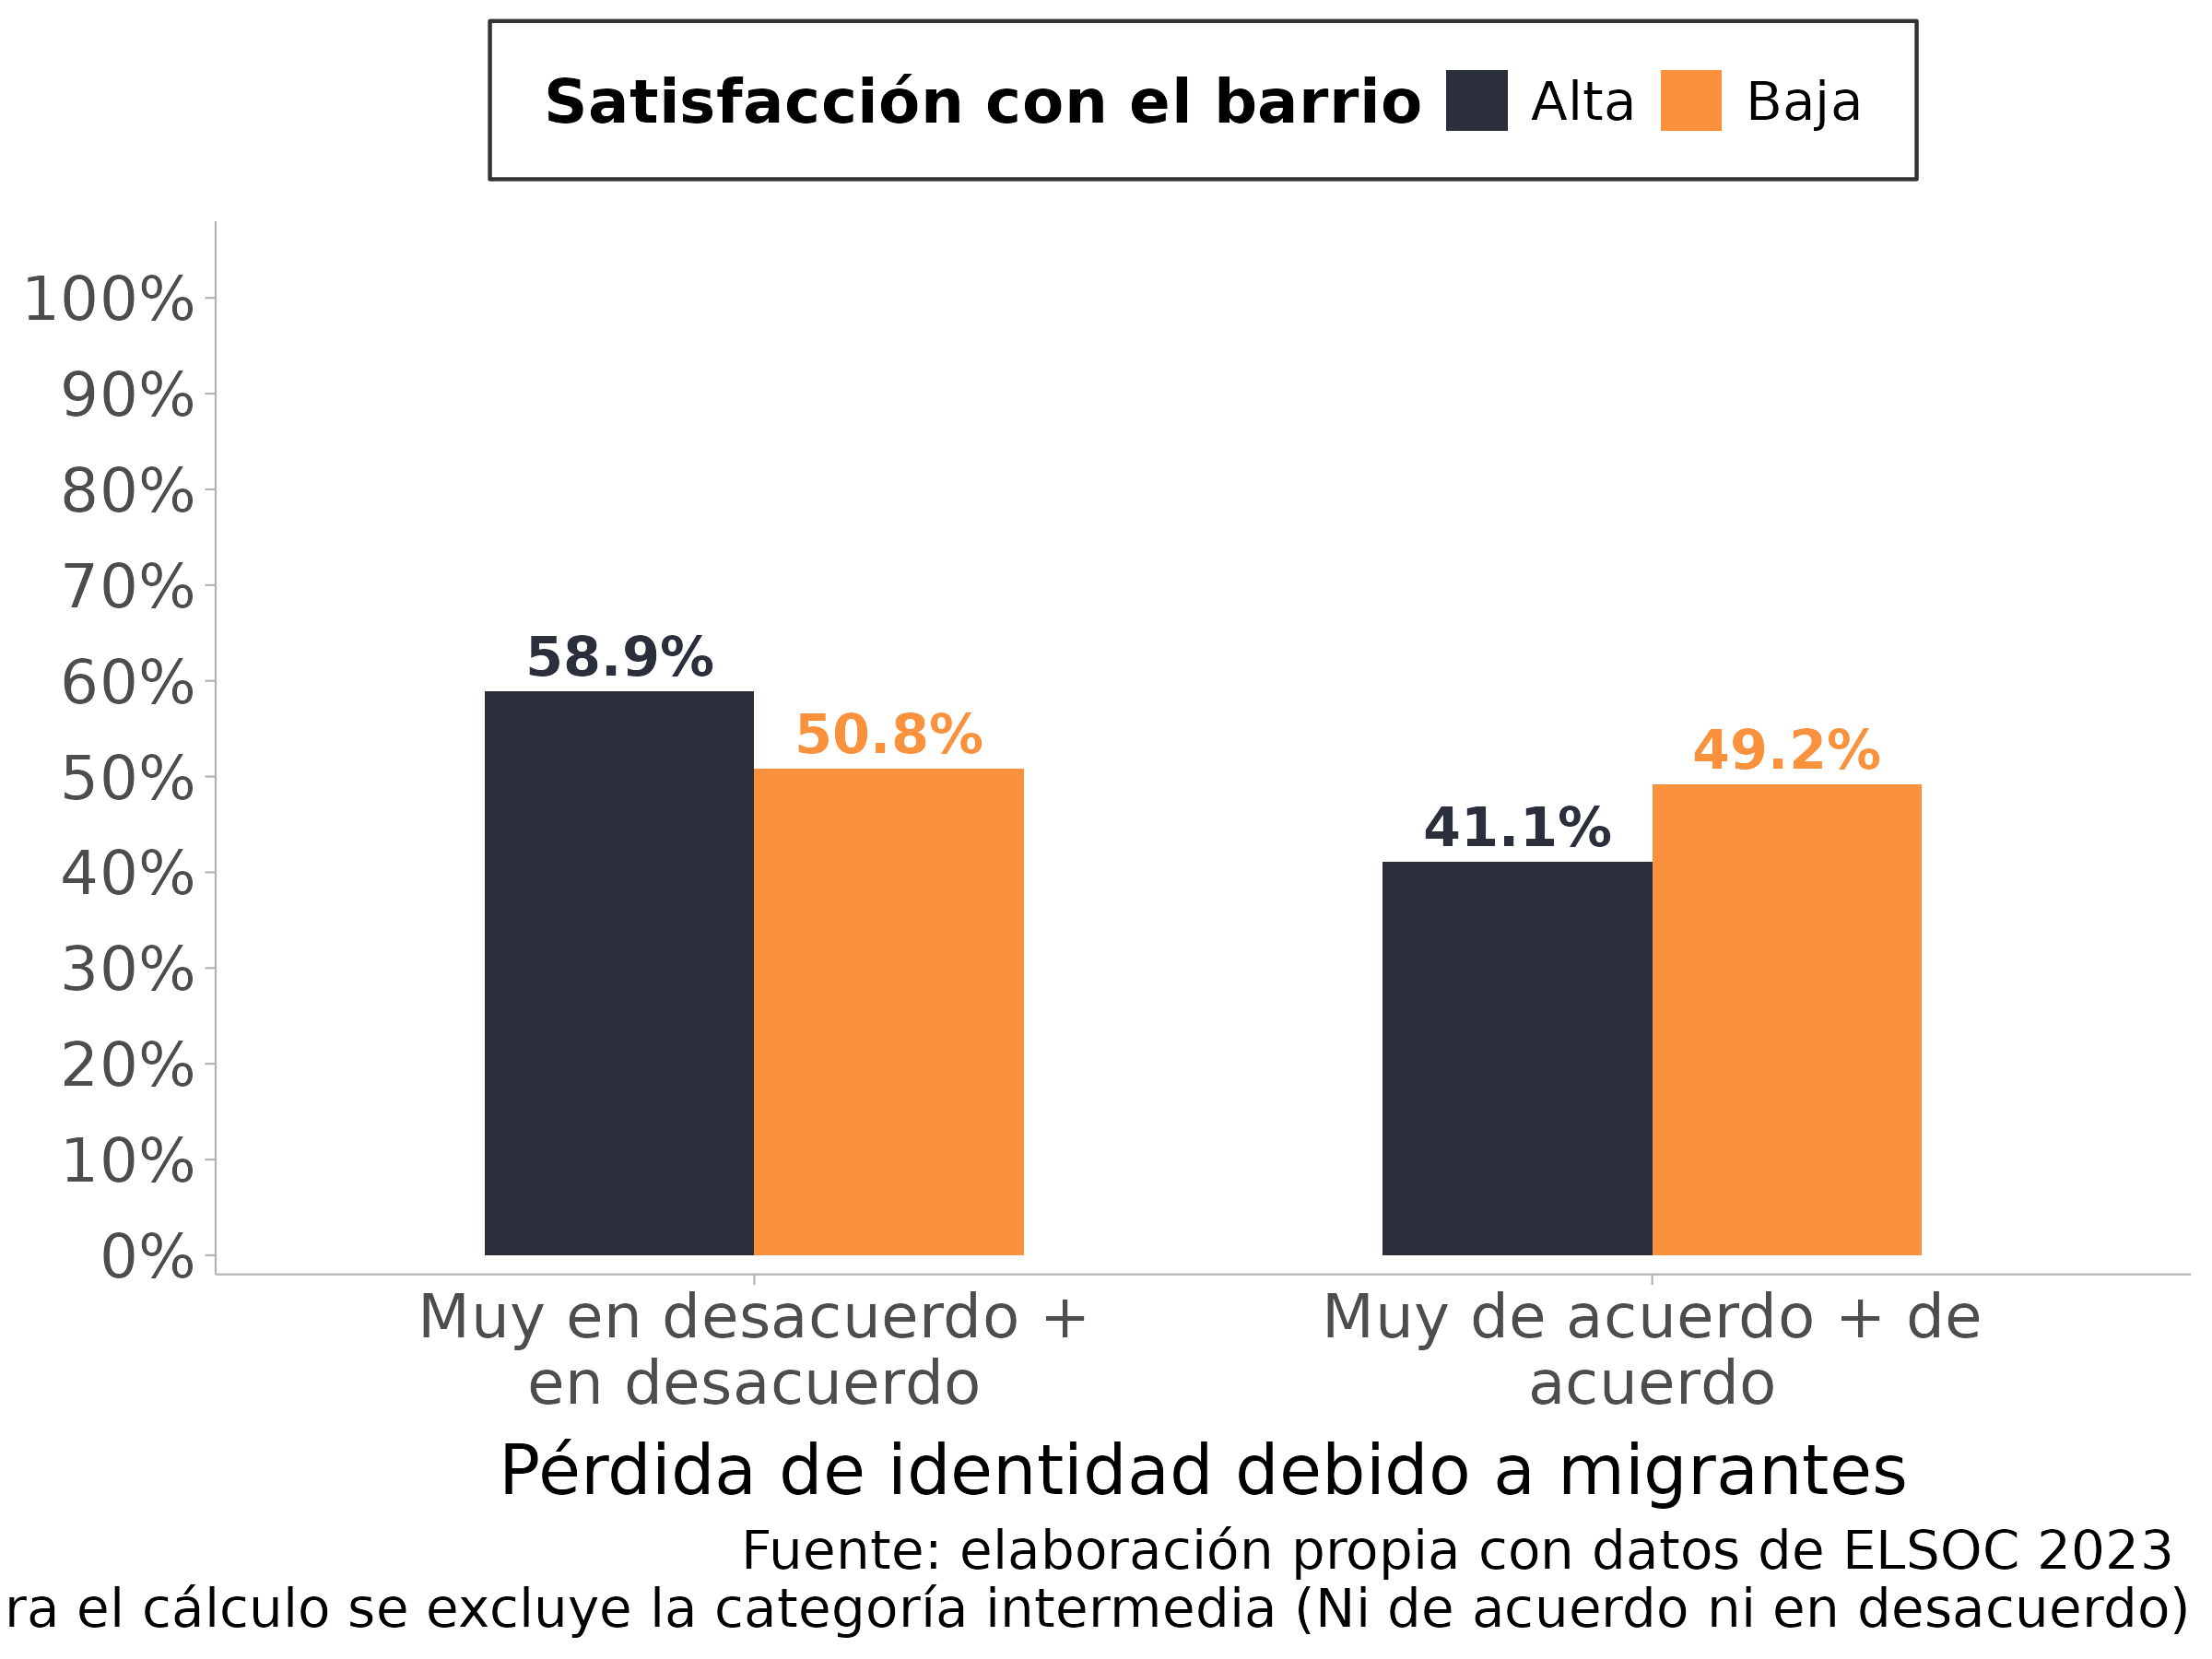 Satisfacción con el barrio Alta Baja
100%
90%
80%
70%
60%
50%
40%
30%
20%
10%
0%
58.9%
50.8%
41.1%
49.2%
Muy en desacuerdo +
en desacuerdo
Muy de acuerdo + de
acuerdo
Pérdida de identidad debido a migrantes
Fuente: elaboración propia con datos de ELSOC 2023
ra el cálculo se excluye la categoría intermedia (Ni de acuerdo ni en desacuerdo)